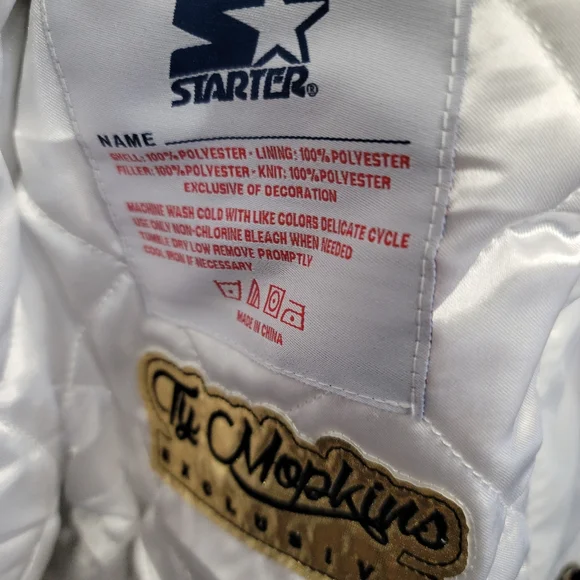 STARTER®
NAME
SHELL: 100% POLYESTER - LINING: 100% POLYESTER
FILLER: 100% POLYESTER - KNIT: 100% POLYESTER
EXCLUSIVE OF DECORATION
MACHINE WASH COLD WITH LIKE COLORS DELICATE CYCLE
USE ONLY NON-CHLORINE BLEACH WHEN NEEDED
TUMBLE DRY LOW REMOVE PROMPTLY
COOL IRON IF NECESSARY
MADE IN CHINA
Ty Mopkins
EXCLUSIV